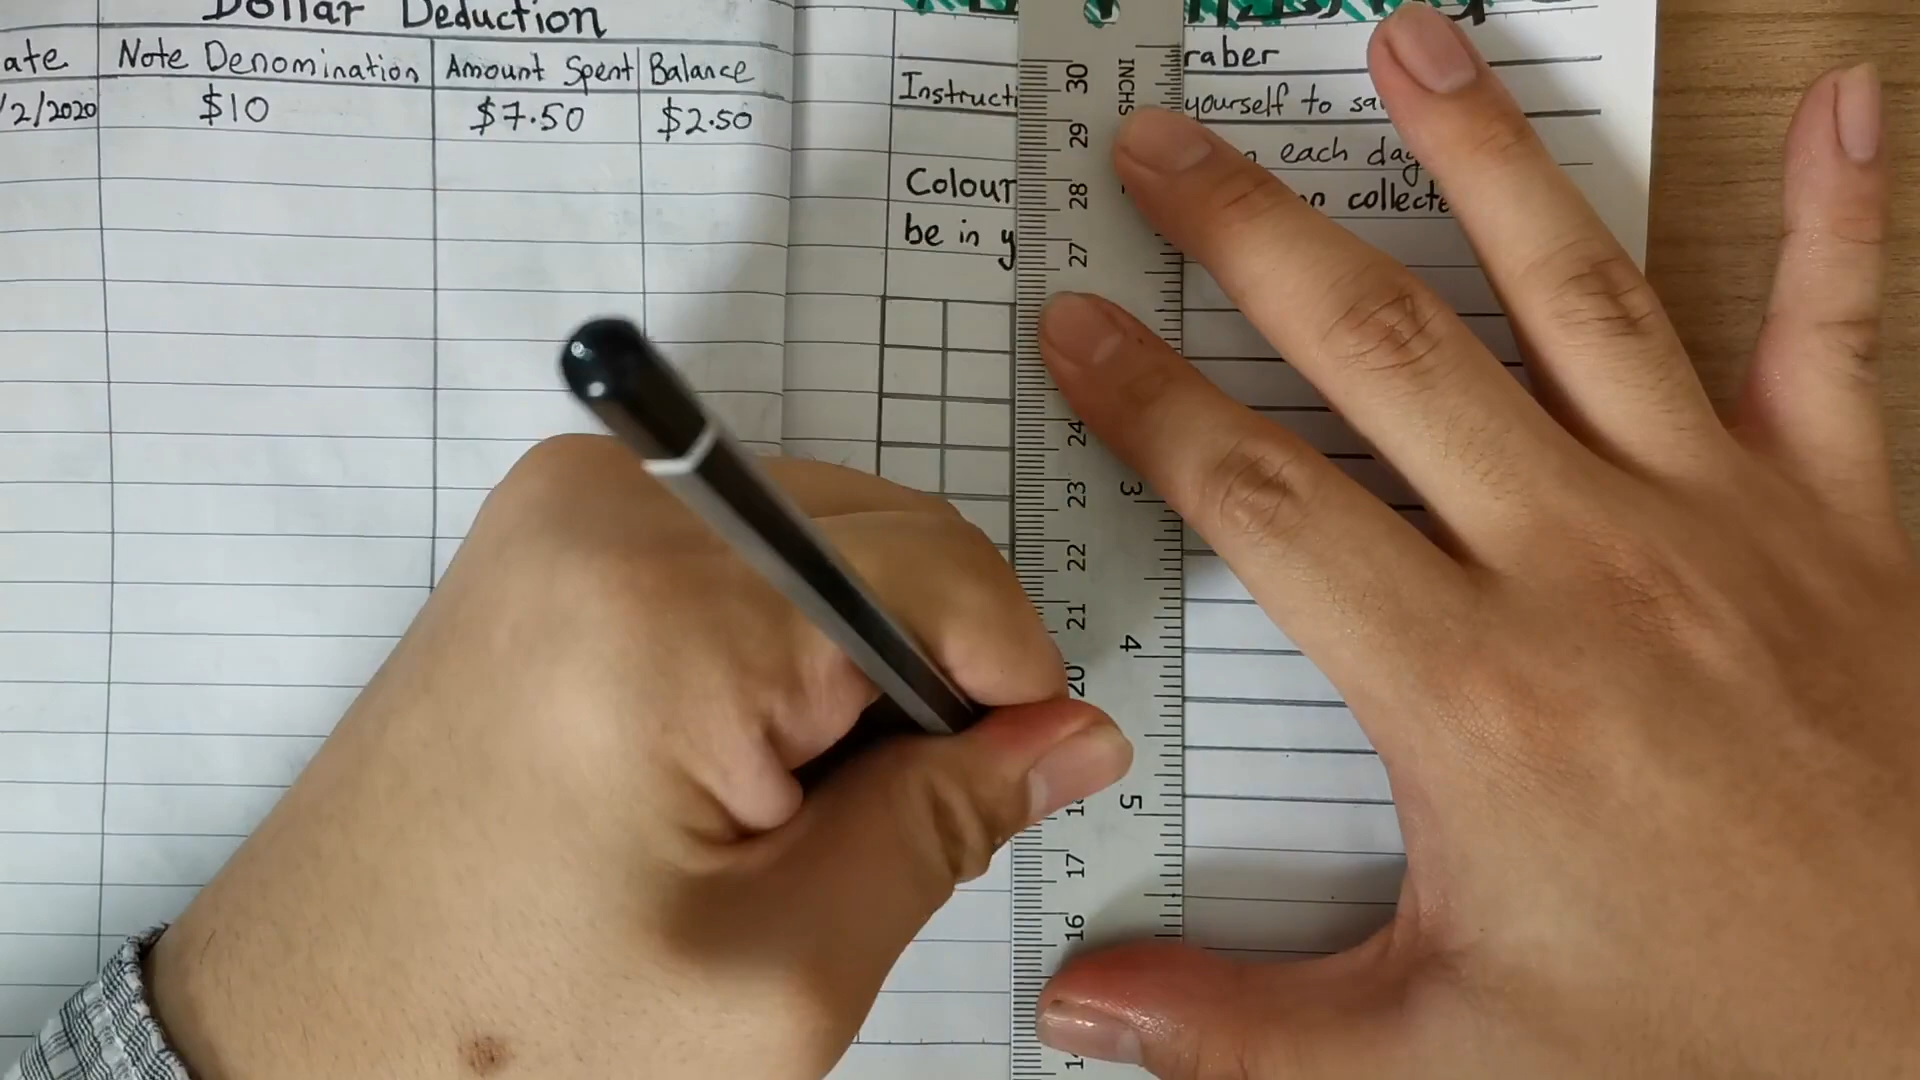 Dollar Deduction
ate Note Denomination Amount Spent Balance
/2/2020 $10 $7.50 $2.50
raber
Instructi yourself to sa
each day
Colour collecte
be in y
INCHS
30
29
28
27
24
23
22
21
20
17
16
3
4
5